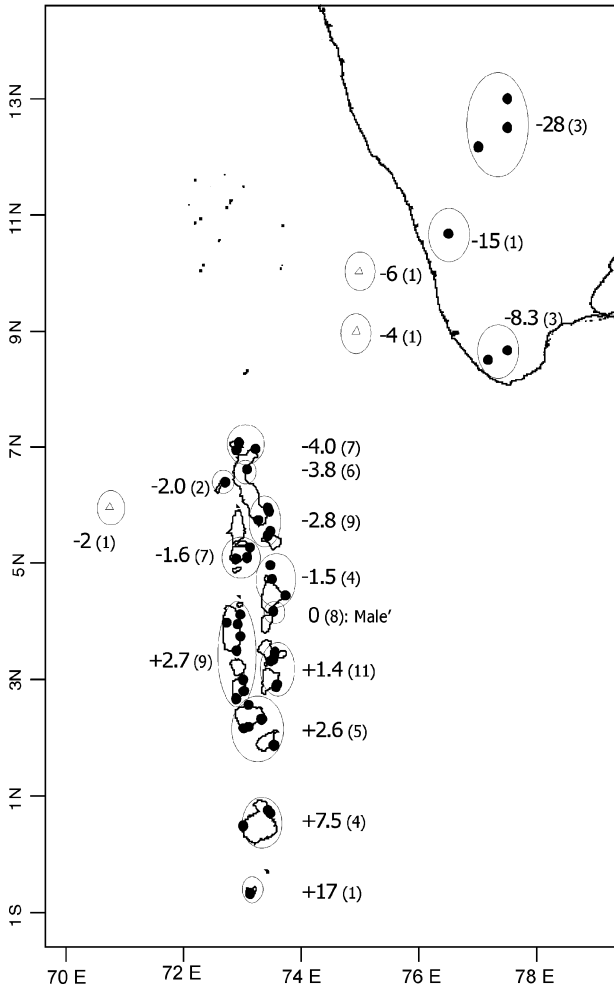 13N
-28 (3)
11N
-15 (1)
-6 (1)
9N
-8.3 (3)
-4 (1)
7N
-4.0 (7)
-3.8 (6)
-2.0 (2)
-2.8 (9)
-2 (1)
-1.6 (7)
5N
-1.5 (4)
0 (8): Male'
+2.7 (9)
+1.4 (11)
3N
+2.6 (5)
1N
+7.5 (4)
+17 (1)
1S
70 E 72 E 74 E 76 E 78 E